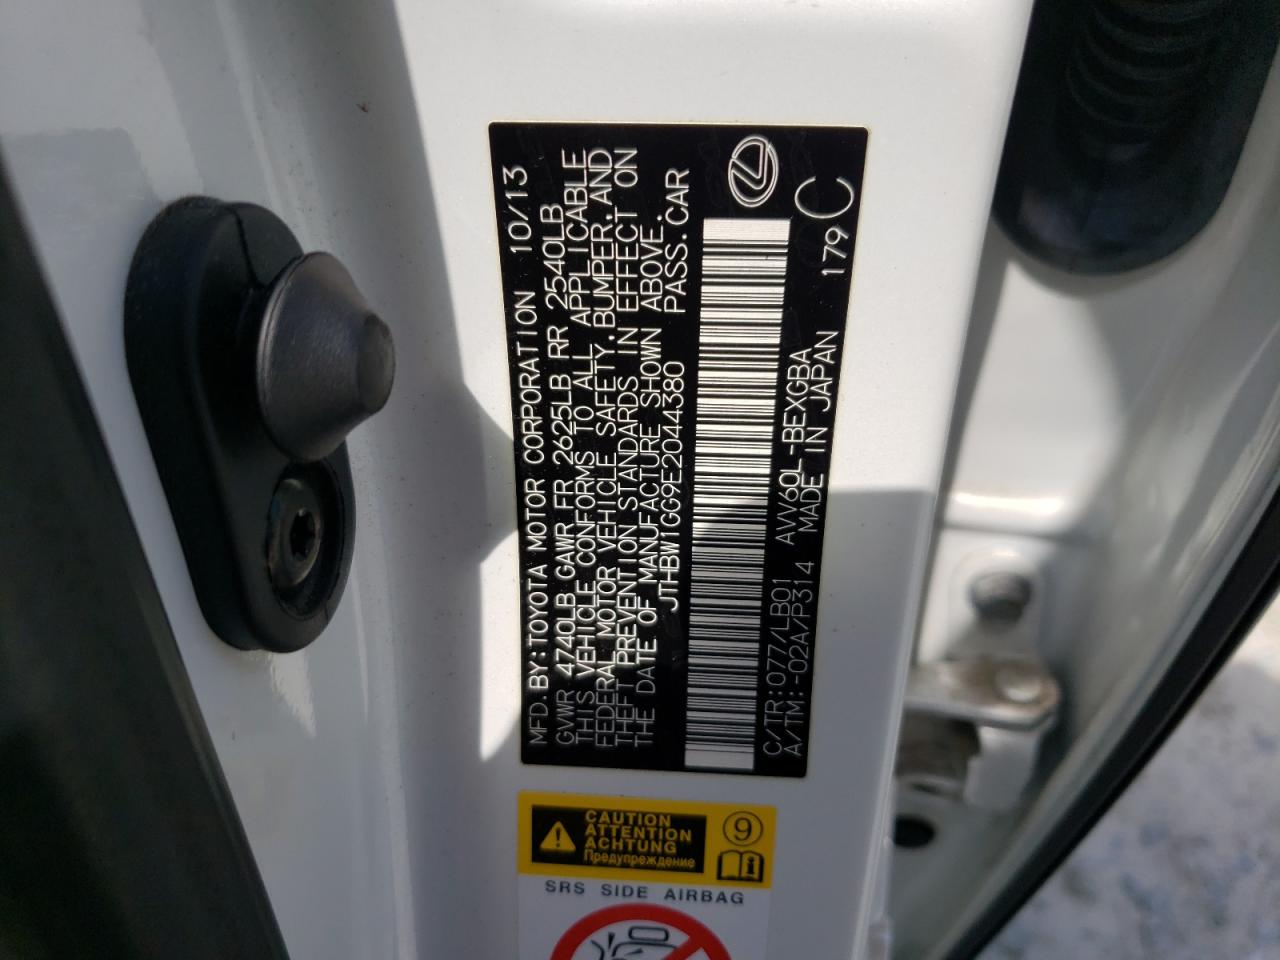 MFD. BY: TOYOTA MOTOR CORPORATION 10/13
GVWR 4740LB GAWR FR 2625LB RR 2540LB
THIS VEHICLE CONFORMS TO ALL APPLICABLE
FEDERAL MOTOR VEHICLE SAFETY, BUMPER, AND
THEFT PREVENTION STANDARDS IN EFFECT ON
THE DATE OF MANUFACTURE SHOWN ABOVE.
JTHBW1GG9E2044380 PASS.CAR
C/TR:077/LB01 AVV60L-BEXGBA 179 C
A/TM:-02A/P314 MADE IN JAPAN
CAUTION
ATTENTION
ACHTUNG
Предупреждение
9
SRS SIDE AIRBAG